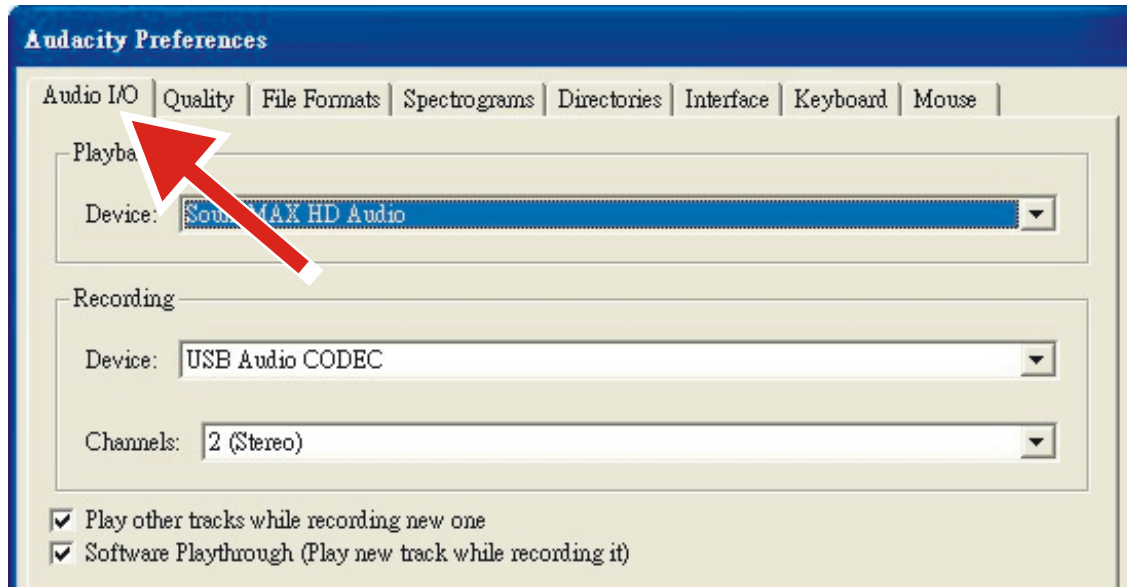 Audacity Preferences
Audio I/O Quality File Formats Spectrograms Directories Interface Keyboard Mouse
Device: MAX HD Audio
Recording
Device: USB Audio CODEC
Channels: 2 (Stereo)
Play other tracks while recording new one
Software Playthrough (Play new track while recording it)